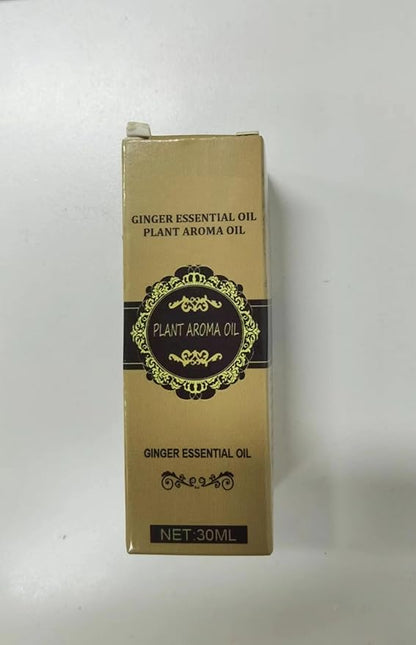 GINGER ESSENTIAL OIL
PLANT AROMA OIL
PLANT AROMA OIL
GINGER ESSENTIAL OIL
NET:30ML